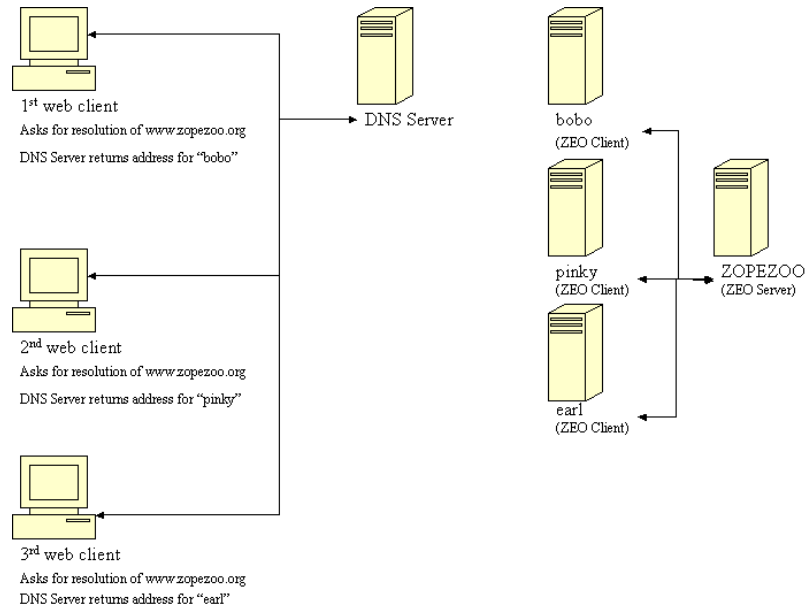 1st web client
Asks for resolution of www.zopezoo.org
DNS Server returns address for “bobo”
2nd web client
Asks for resolution of www.zopezoo.org
DNS Server returns address for “pinky”
3rd web client
Asks for resolution of www.zopezoo.org
DNS Server returns address for “earl”
DNS Server
bobo
(ZEO Client)
pinky
(ZEO Client)
earl
(ZEO Client)
ZOPEZOO
(ZEO Server)